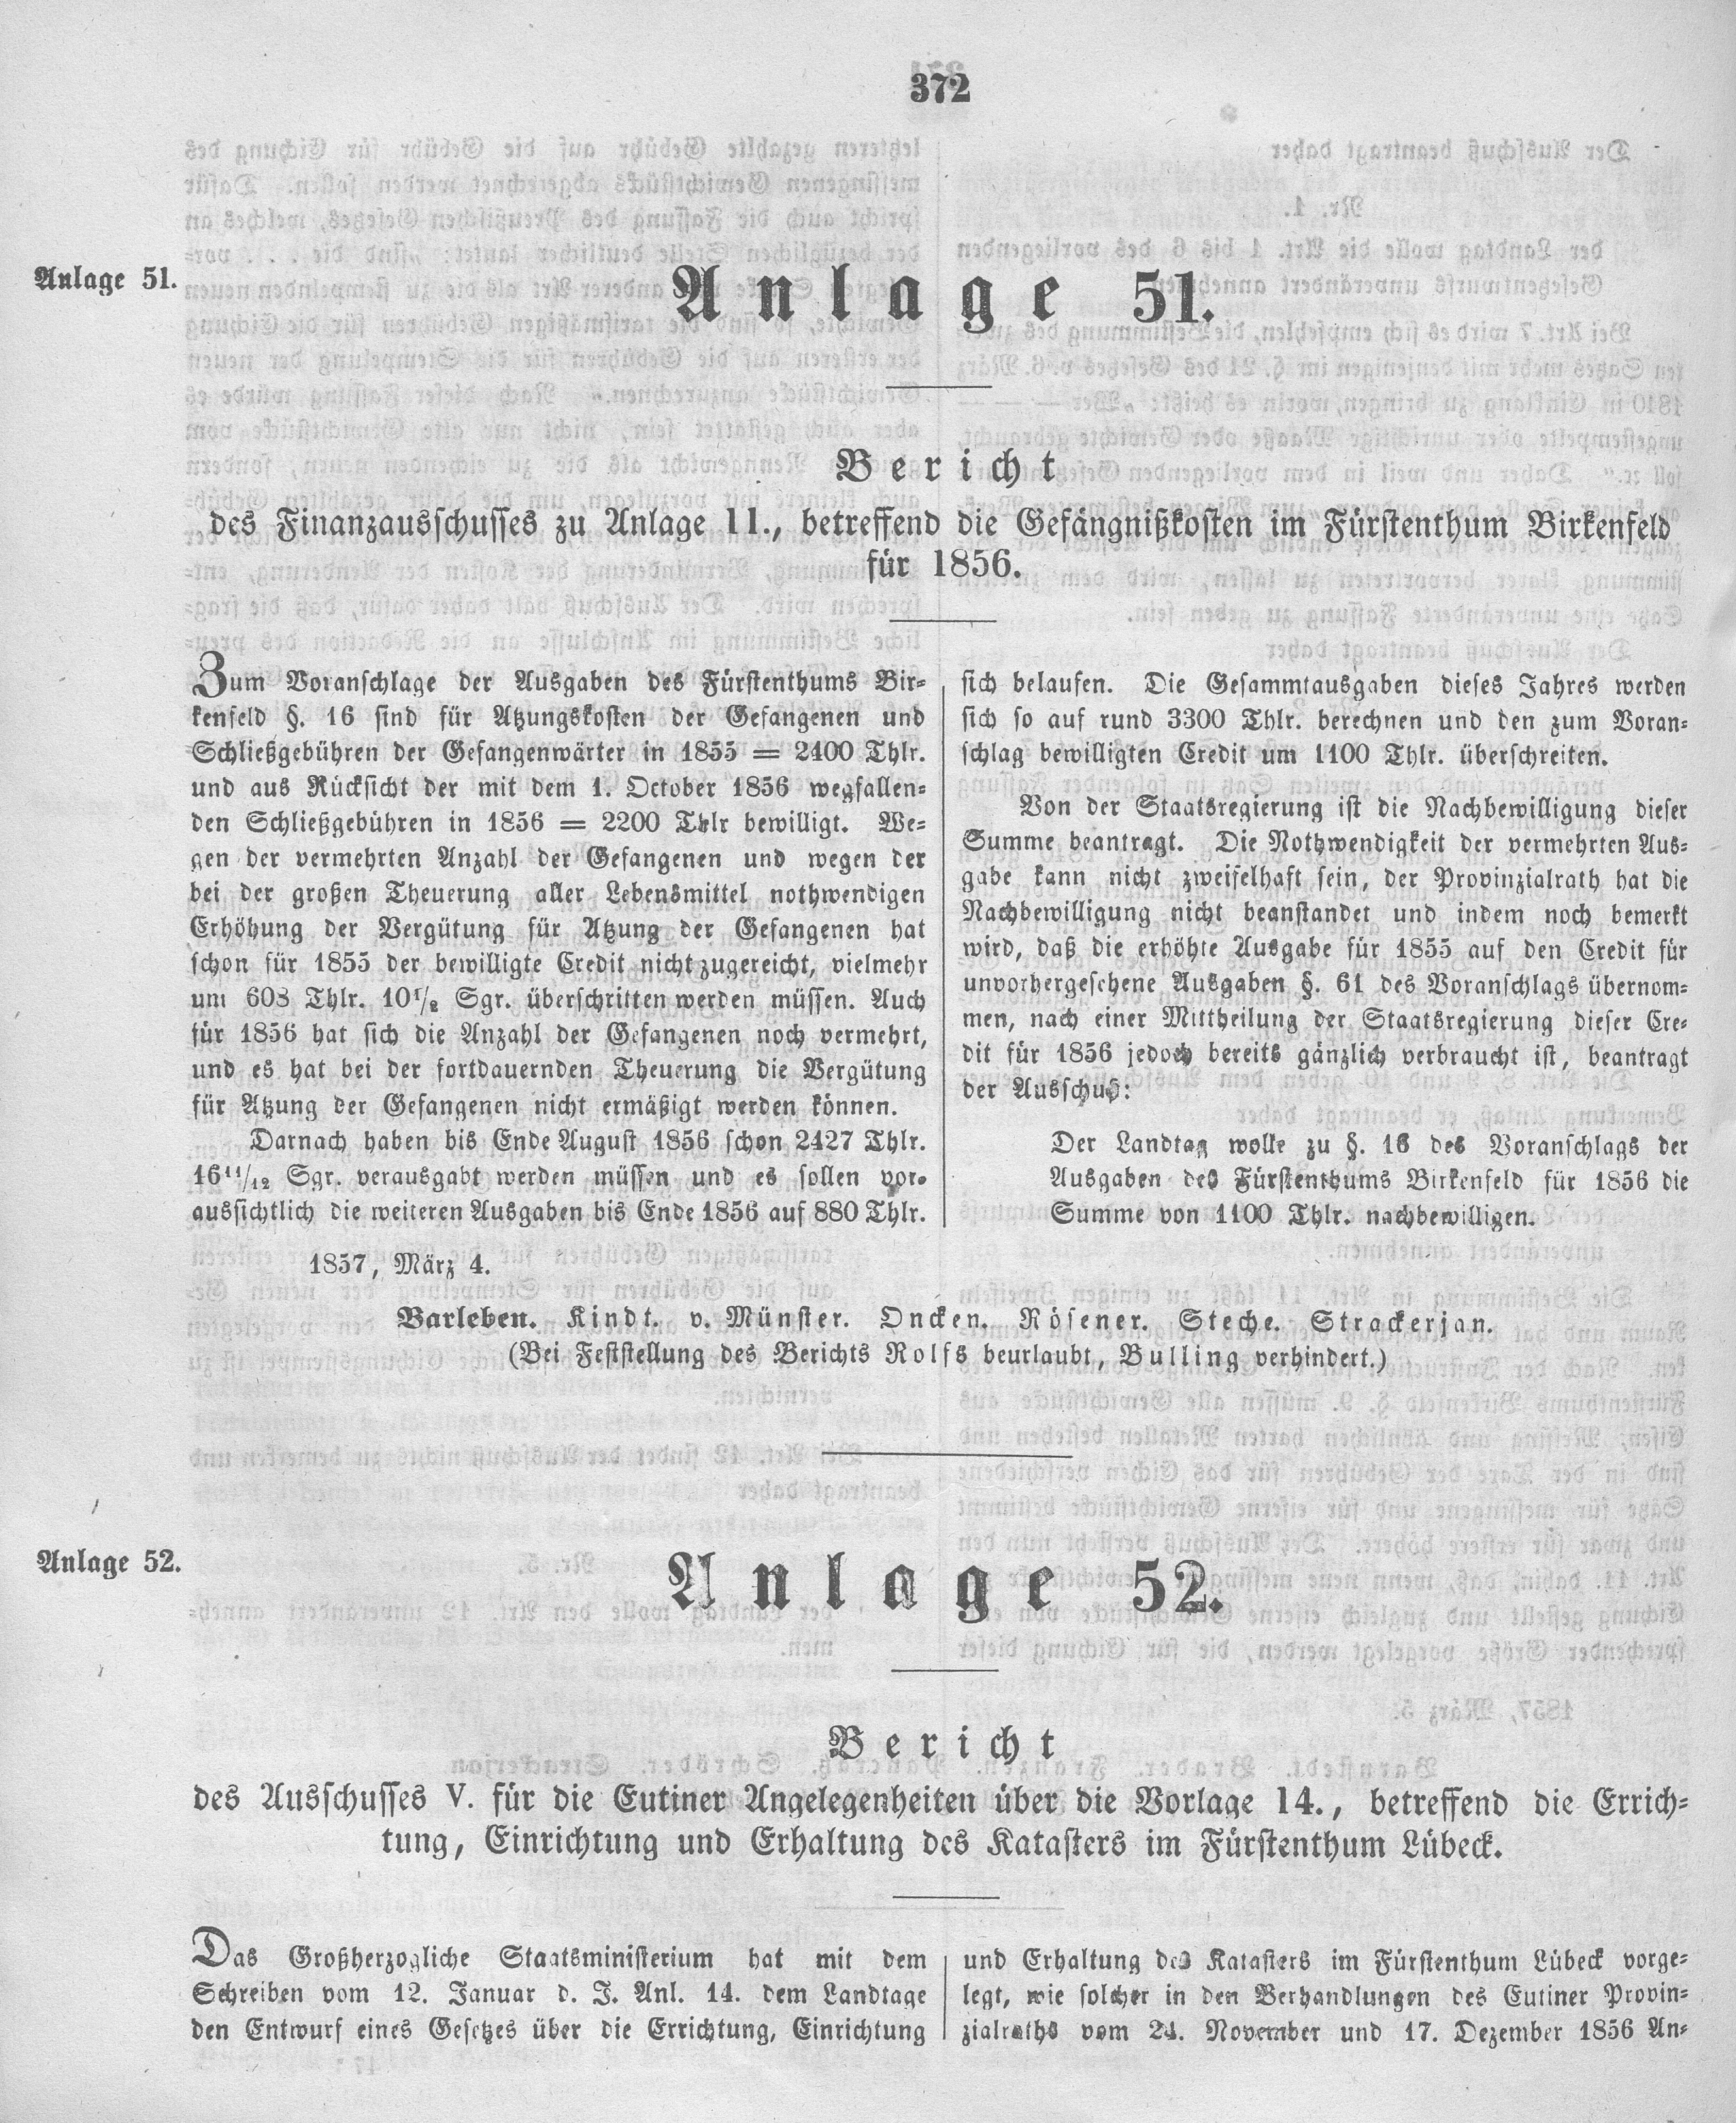 372
Anlage 51.
Anlage 51.
Bericht
des Finanzausschusses zu Anlage 11., betreffend die Gefängnißkosten im Fürstenthum Birkenfeld
für 1856.
Zum Voranschlage der Ausgaben des Fürstenthums Bir-
kenfeld §. 16 sind für Atzungskosten der Gefangenen und
Schließgebühren der Gefangenwärter in 1855 = 2400 Thlr.
und aus Rücksicht der mit dem 1. October 1856 wegfallen-
den Schließgebühren in 1856 = 2200 Thlr bewilligt. We-
gen der vermehrten Anzahl der Gefangenen und wegen der
bei der großen Theuerung aller Lebensmittel nothwendigen
Erhöhung der Vergütung für Atzung der Gefangenen hat
schon für 1855 der bewilligte Credit nicht zugereicht, vielmehr
um 603 Thlr. 10 1/2 Sgr. überschritten werden müssen. Auch
für 1856 hat sich die Anzahl der Gefangenen noch vermehrt,
und es hat bei der fortdauernden Theuerung die Vergütung
für Atzung der Gefangenen nicht ermäßigt werden können.
Darnach haben bis Ende August 1856 schon 2427 Thlr.
16 11/12 Sgr. verausgabt werden müssen und es sollen vor-
aussichtlich die weiteren Ausgaben bis Ende 1856 auf 880 Thlr.
sich belaufen. Die Gesammtausgaben dieses Jahres werden
sich so auf rund 3300 Thlr. berechnen und den zum Voran-
schlag bewilligten Credit um 1100 Thlr. überschreiten.
Von der Staatsregierung ist die Nachbewilligung dieser
Summe beantragt. Die Nothwendigkeit der vermehrten Aus-
gabe kann nicht zweifelhaft sein, der Provinzialrath hat die
Nachbewilligung nicht beanstandet und indem noch bemerkt
wird, daß die erhöhte Ausgabe für 1855 auf den Credit für
unvorhergesehene Ausgaben §. 61 des Voranschlags übernom-
men, nach einer Mittheilung der Staatsregierung dieser Cre-
dit für 1856 jedoch bereits gänzlich verbraucht ist, beantragt
der Ausschuß:
Der Landtag wolle zu §. 16 des Voranschlags der
Ausgaben des Fürstenthums Birkenfeld für 1856 die
Summe von 1100 Thlr. nachbewilligen.
1857, März 4.
Barleben. Kindt. v. Münster. Oncken. Rösener. Steche. Strackerjan.
(Bei Feststellung des Berichts Rolfs beurlaubt, Bulling verhindert.)
Anlage 52.
Anlage 52.
Bericht
des Ausschusses V. für die Eutiner Angelegenheiten über die Vorlage 14., betreffend die Errich-
tung, Einrichtung und Erhaltung des Katasters im Fürstenthum Lübeck.
Das Großherzogliche Staatsministerium hat mit dem
Schreiben vom 12. Januar d. J. Anl. 14. dem Landtage
den Entwurf eines Gesetzes über die Errichtung, Einrichtung
und Erhaltung des Katasters im Fürstenthum Lübeck vorge-
legt, wie solcher in den Verhandlungen des Eutiner Provin-
zialraths vom 24. November und 17. Dezember 1856 An-